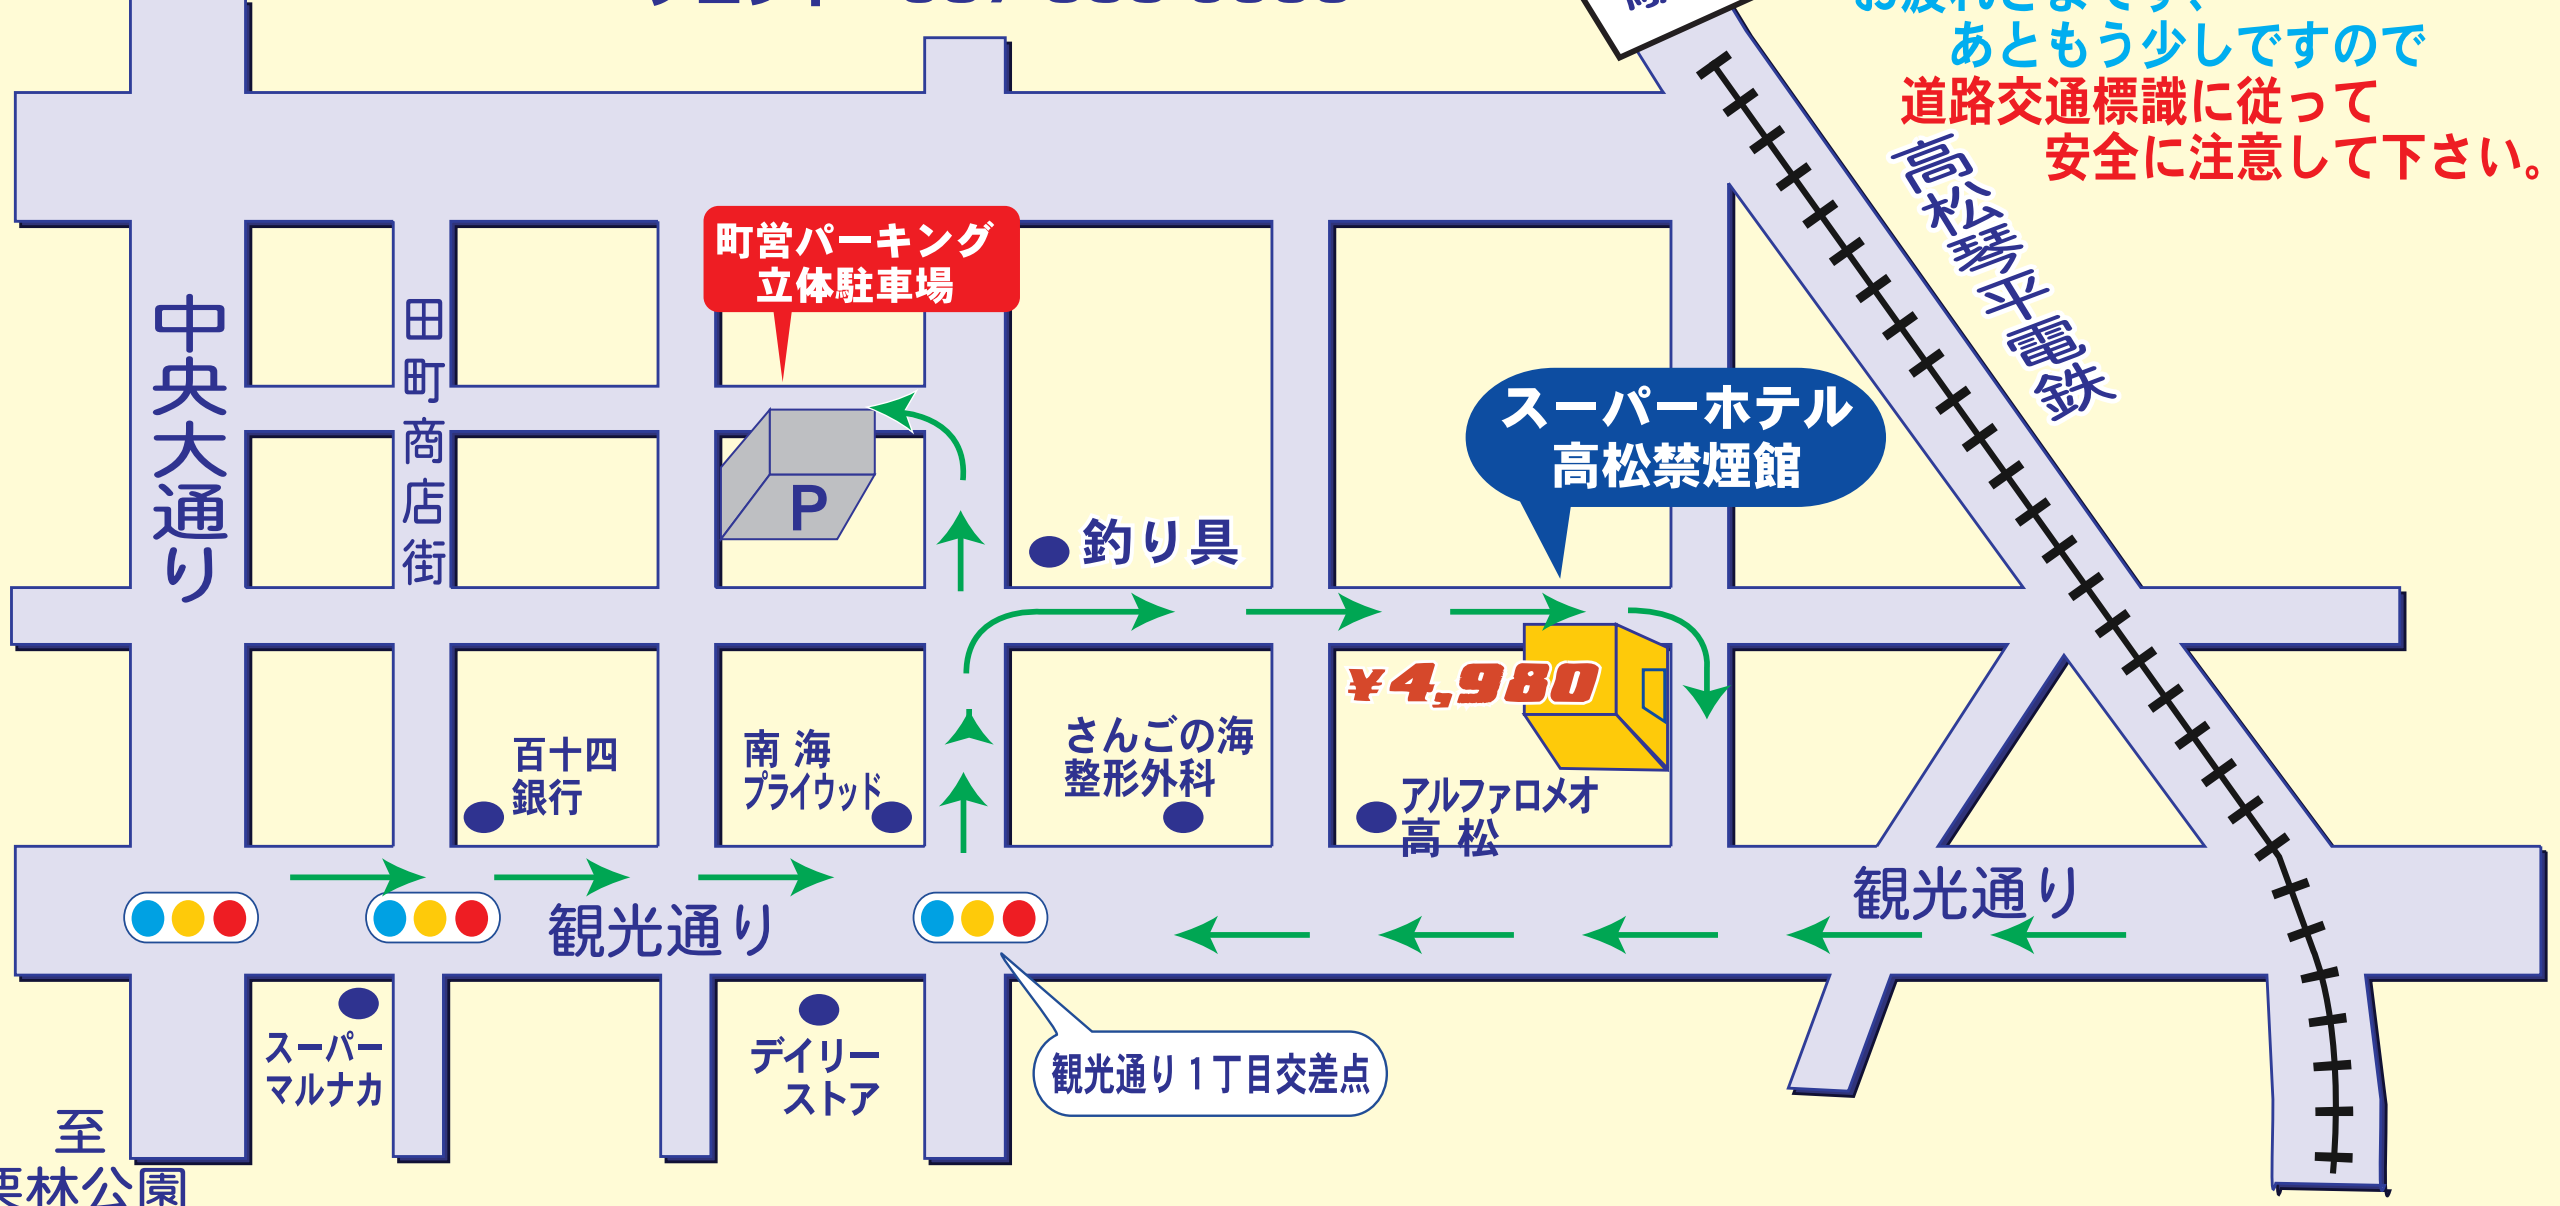 あともう少しですので
道路交通標識に従って
安全に注意して下さい。
高松琴平電鉄
町営パーキング
立体駐車場
中央大通り
田町商店街
P
釣り具
スーパーホテル
高松禁煙館
¥4,980
百十四
銀行
南海
プライウッド
さんごの海
整形外科
アルファロメオ
高松
観光通り
観光通り
観光通り1丁目交差点
スーパー
マルナカ
デイリー
ストア
至
栗林公園